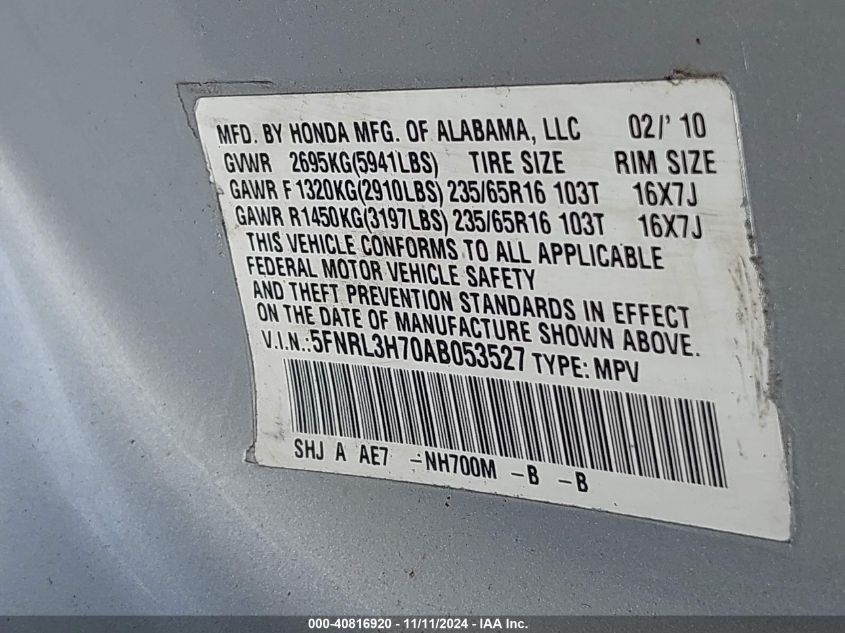 MFD. BY HONDA MFG. OF ALABAMA, LLC 02/' 10
GVWR 2695KG(5941LBS) TIRE SIZE RIM SIZE
GAWR F 1320KG(2910LBS) 235/65R16 103T 16X7J
GAWR R1450KG(3197LBS) 235/65R16 103T 16X7J
THIS VEHICLE CONFORMS TO ALL APPLICABLE
FEDERAL MOTOR VEHICLE SAFETY
AND THEFT PREVENTION STANDARDS IN EFFECT
ON THE DATE OF MANUFACTURE SHOWN ABOVE.
V.I.N.:5FNRL3H70AB053527 TYPE: MPV
SHJ A AE7 -NH700M -B -B
000-40816920 - 11/11/2024 - IAA Inc.